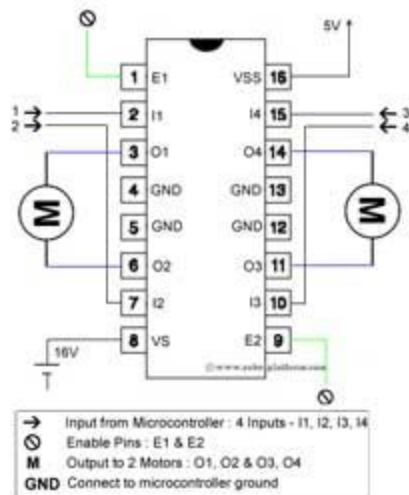 5V
1 E1 VSS 16
1 2 I1 I4 15 3
2 4
3 O1 O4 14
M M
4 GND GND 13
5 GND GND 12
6 O2 O3 11
7 I2 I3 10
8 VS E2 9
16V
Input from Microcontroller : 4 Inputs - I1, I2, I3, I4
Enable Pins : E1 & E2
M Output to 2 Motors : O1, O2 & O3, O4
GND Connect to microcontroller ground